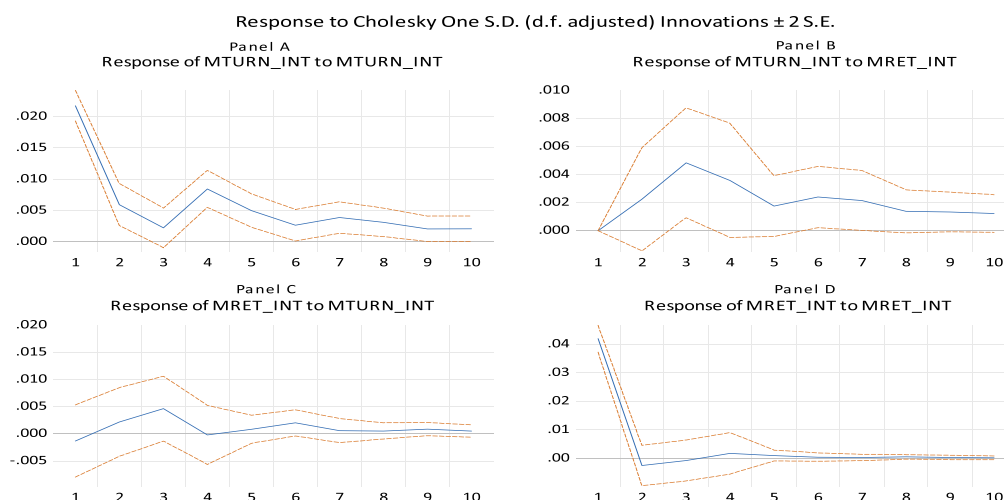 Response to Cholesky One S.D. (d.f. adjusted) Innovations ± 2 S.E.
Panel A
Response of MTURN_INT to MTURN_INT
.020
.015
.010
.005
.000
1 2 3 4 5 6 7 8 9 10
Panel B
Response of MTURN_INT to MRET_INT
.010
.008
.006
.004
.002
.000
1 2 3 4 5 6 7 8 9 10
Panel C
Response of MRET_INT to MTURN_INT
.020
.015
.010
.005
.000
-.005
1 2 3 4 5 6 7 8 9 10
Panel D
Response of MRET_INT to MRET_INT
.04
.03
.02
.01
.00
1 2 3 4 5 6 7 8 9 10